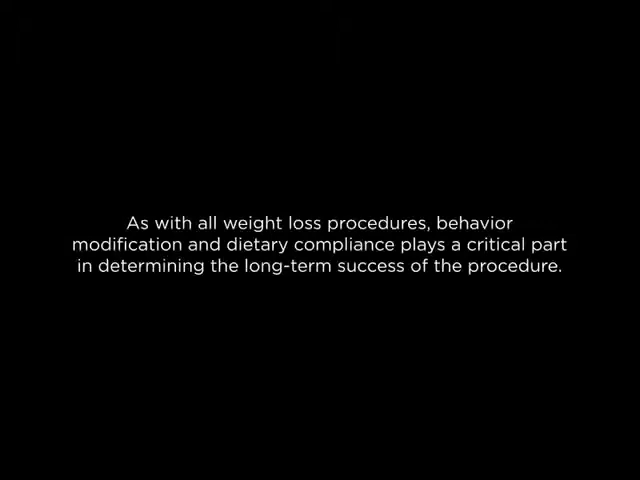 As with all weight loss procedures, behavior
modification and dietary compliance plays a critical part
in determining the long-term success of the procedure.